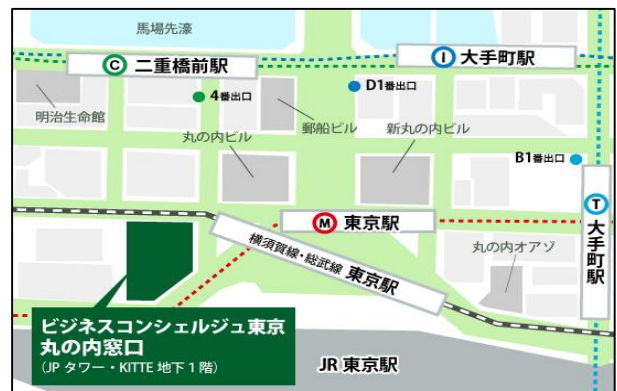 馬場先濠
C 二重橋前駅
I 大手町駅
4番出口
D1番出口
明治生命館
郵船ビル
丸の内ビル
新丸の内ビル
B1番出口
T 大手町駅
M 東京駅
横須賀線・総武線 東京駅
丸の内オアゾ
ビジネスコンシェルジュ東京
丸の内窓口
(JPタワー・KITTE 地下1階)
JR 東京駅